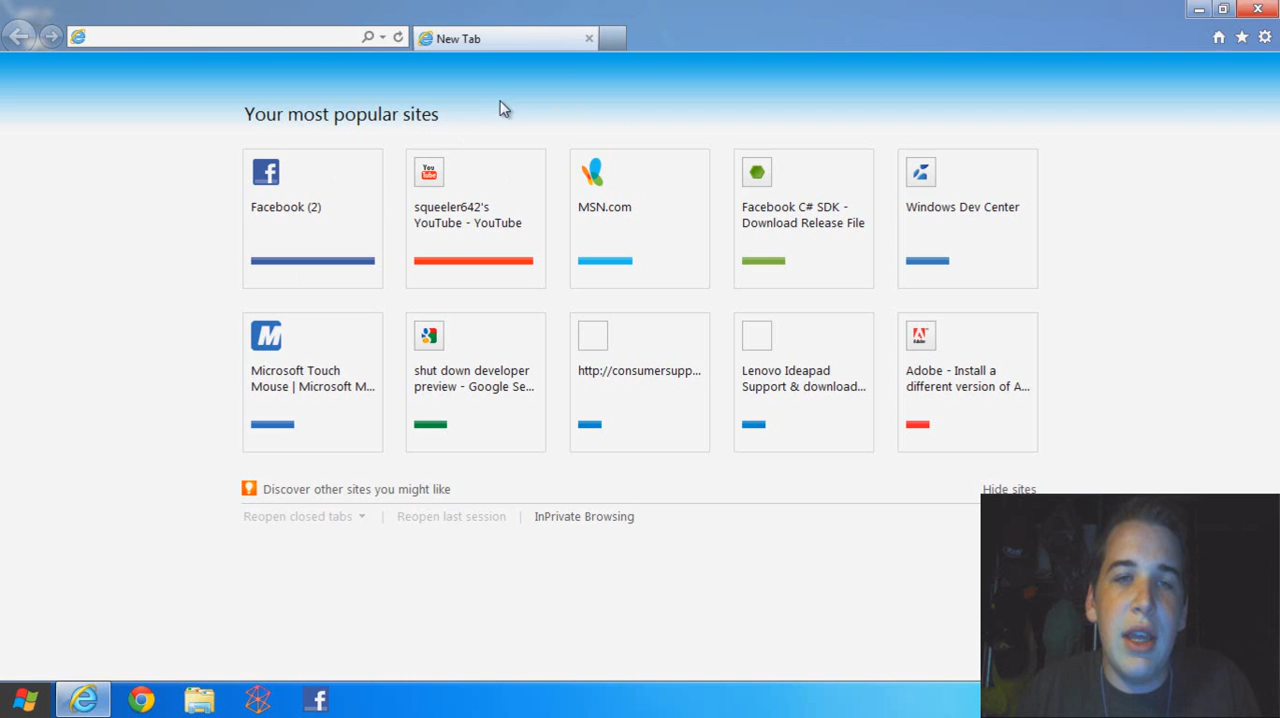 New Tab
Your most popular sites
Facebook (2)
squeeler642's
YouTube - YouTube
MSN.com
Facebook C# SDK -
Download Release File
Windows Dev Center
Microsoft Touch
Mouse | Microsoft M...
shut down developer
preview - Google Se...
http://consumersupp...
Lenovo Ideapad
Support & download...
Adobe - Install a
different version of A...
Discover other sites you might like
Hide sites
Reopen closed tabs
Reopen last session
InPrivate Browsing